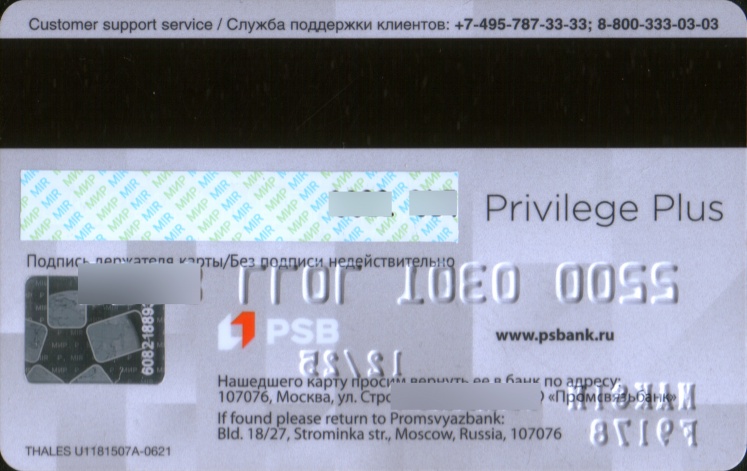 Customer support service / Служба поддержки клиентов: +7-495-787-33-33; 8-800-333-03-03
Privilege Plus
Подпись держателя карты/Без подписи недействительно
PSB
www.psbank.ru
Нашедшего карту просим вернуть ее в банк по адресу:
107076, Москва, ул. «Промсвязьбанк»
If found please return to Promsvyazbank:
Bld. 18/27, Strominka str., Moscow, Russia, 107076
THALES U1181507A-0621